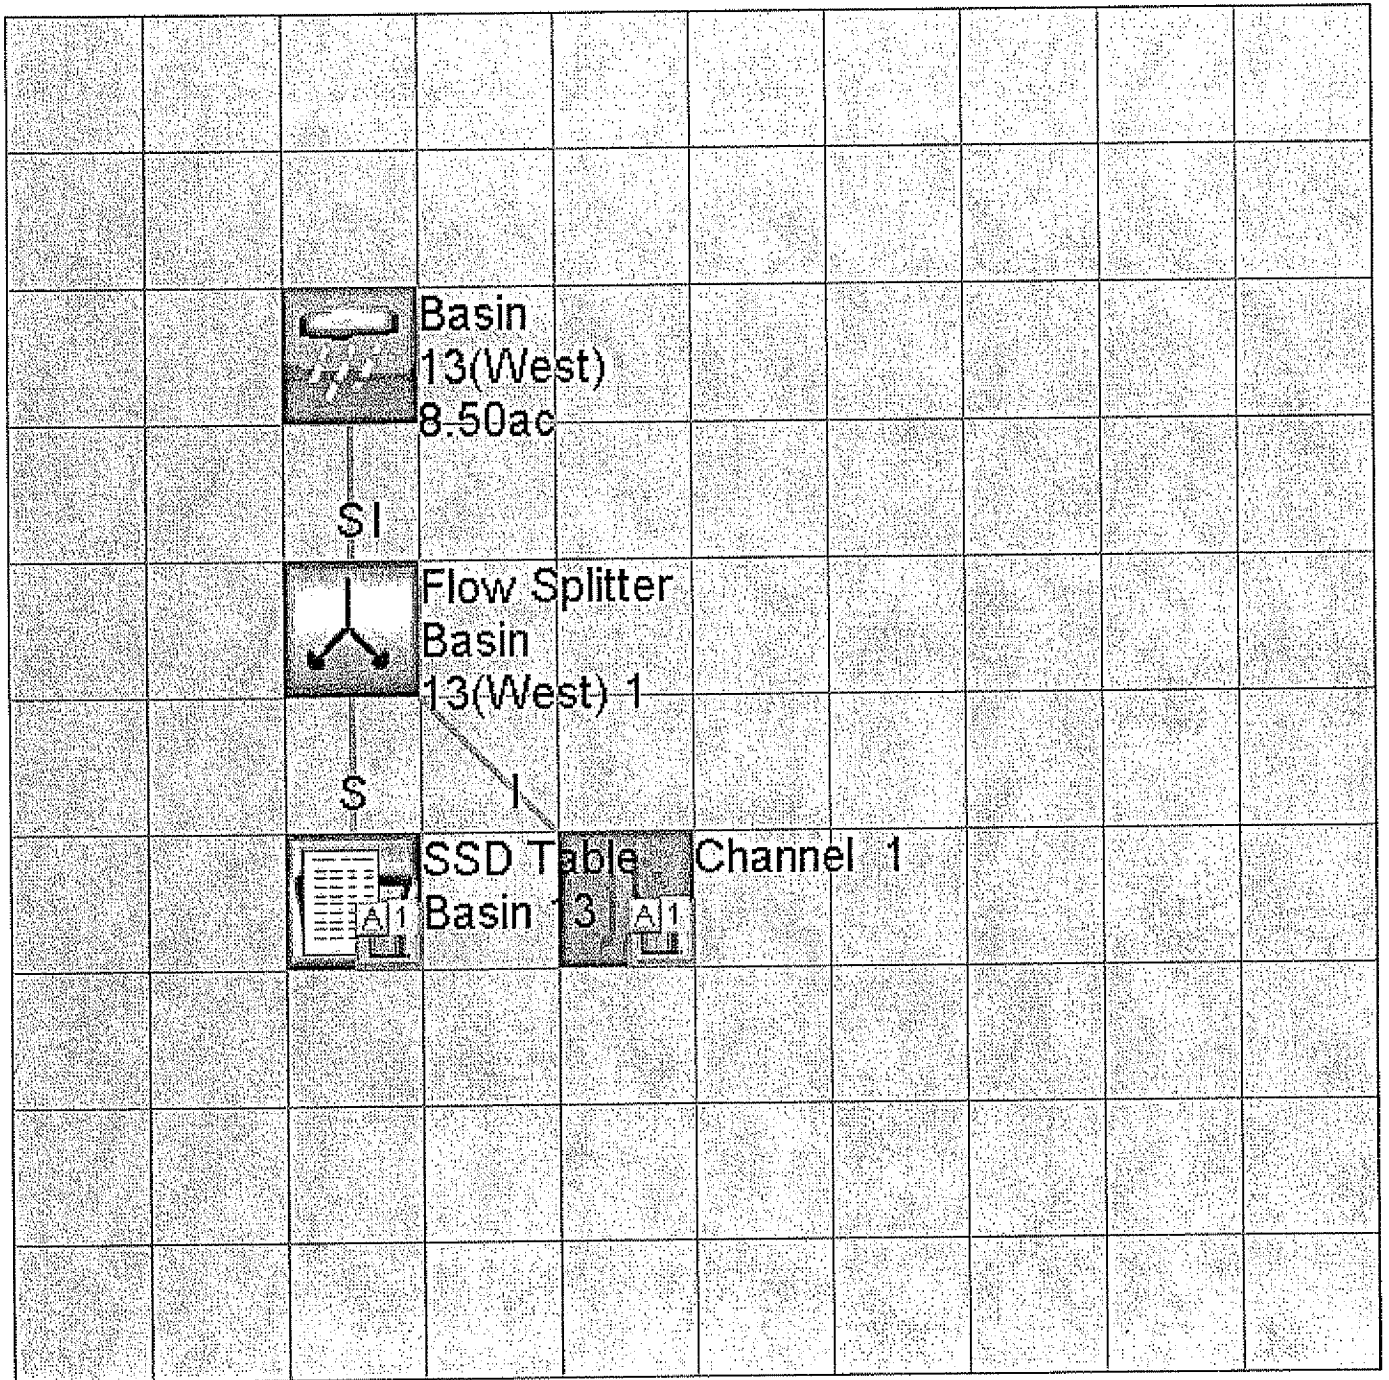 Basin
13(West)
8.50ac
SI
Flow Splitter
Basin
13(West) 1
S
I
SSD Table
Basin 13
A 1
Channel 1
A 1